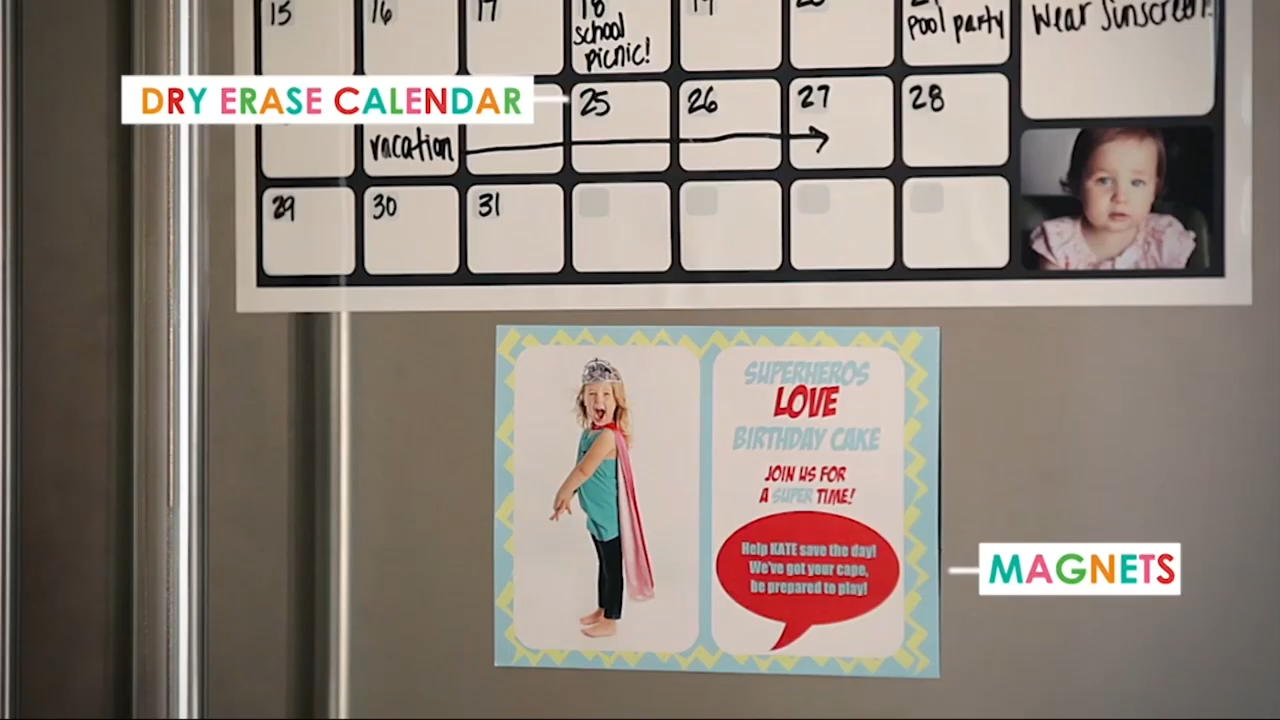 15 16 17 18 19
school
picnic!
pool party
Wear Sunscreen!
DRY ERASE CALENDAR
25 26 27 28
vacation
29 30 31
SUPERHEROS
LOVE
BIRTHDAY CAKE
JOIN US FOR
A SUPER TIME!
Help KATE save the day!
We've got your cape,
be prepared to play!
MAGNETS